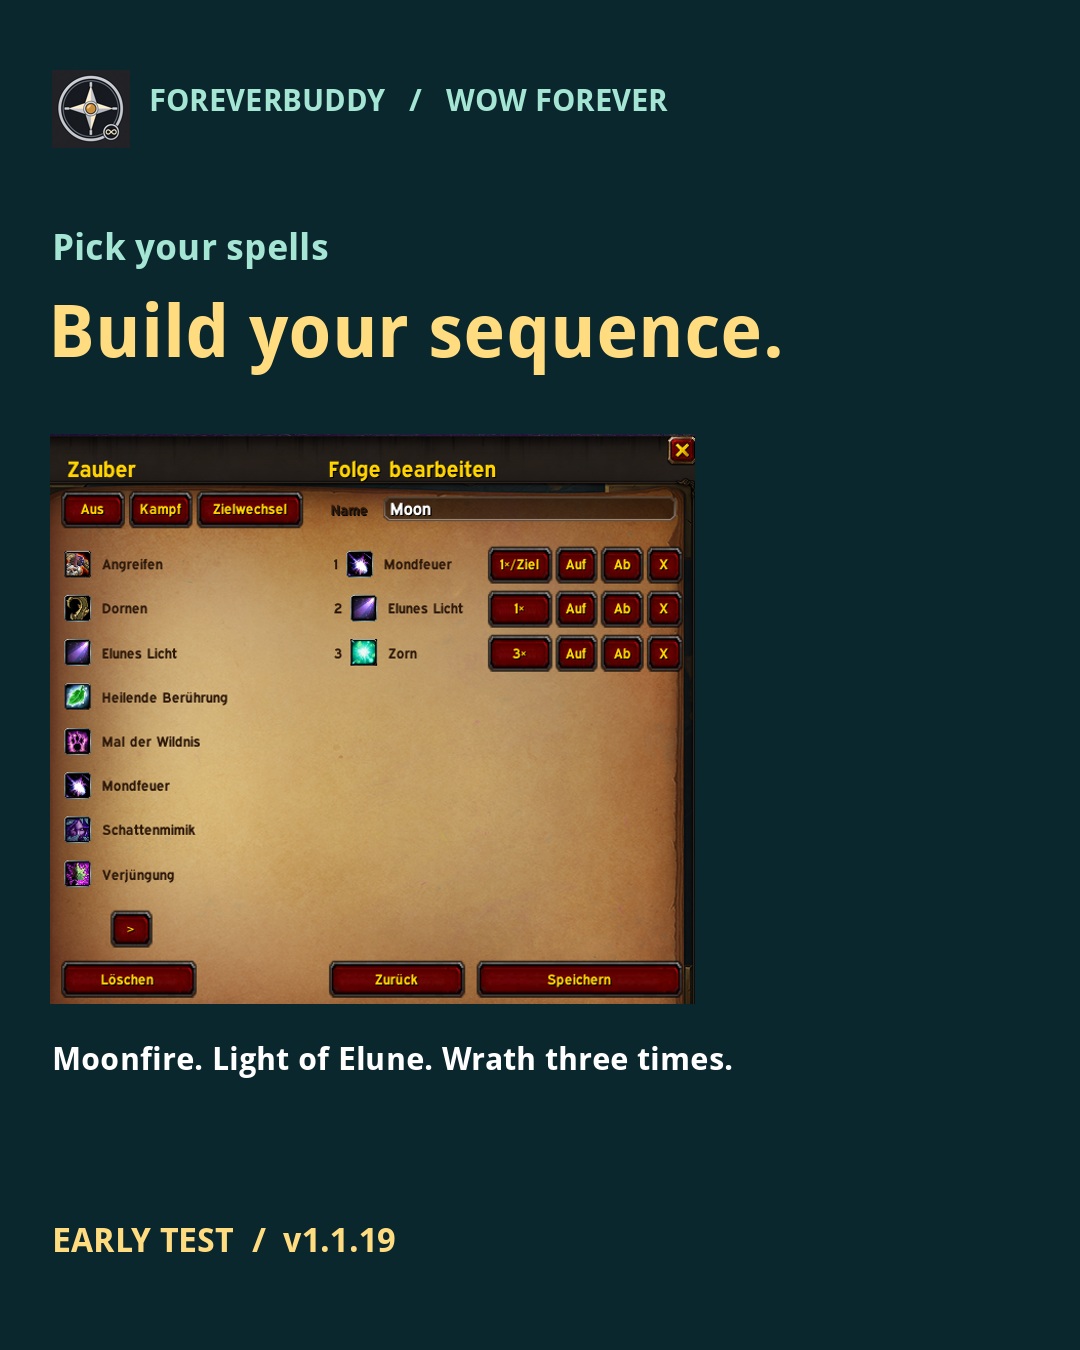 FOREVERBUDDY / WOW FOREVER
Pick your spells
Build your sequence.
Zauber
Folge bearbeiten
Aus Kampf Zielwechsel
Name Moon
Angreifen
Dornen
Elunes Licht
Heilende Berührung
Mal der Wildnis
Mondfeuer
Schattenmimik
Verjüngung
>
Löschen
1 Mondfeuer 1×/Ziel Auf Ab X
2 Elunes Licht 1× Auf Ab X
3 Zorn 3× Auf Ab X
Zurück Speichern
Moonfire. Light of Elune. Wrath three times.
EARLY TEST / v1.1.19